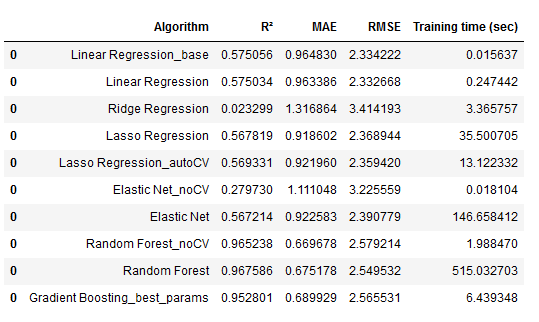 Algorithm R² MAE RMSE Training time (sec)
0 Linear Regression_base 0.575056 0.964830 2.334222 0.015637
0 Linear Regression 0.575034 0.963386 2.332668 0.247442
0 Ridge Regression 0.023299 1.316864 3.414193 3.365757
0 Lasso Regression 0.567819 0.918602 2.368944 35.500705
0 Lasso Regression_autoCV 0.569331 0.921960 2.359420 13.122332
0 Elastic Net_noCV 0.279730 1.111048 3.225559 0.018104
0 Elastic Net 0.567214 0.922583 2.390779 146.658412
0 Random Forest_noCV 0.965238 0.669678 2.579214 1.988470
0 Random Forest 0.967586 0.675178 2.549532 515.032703
0 Gradient Boosting_best_params 0.952801 0.689929 2.565531 6.439348